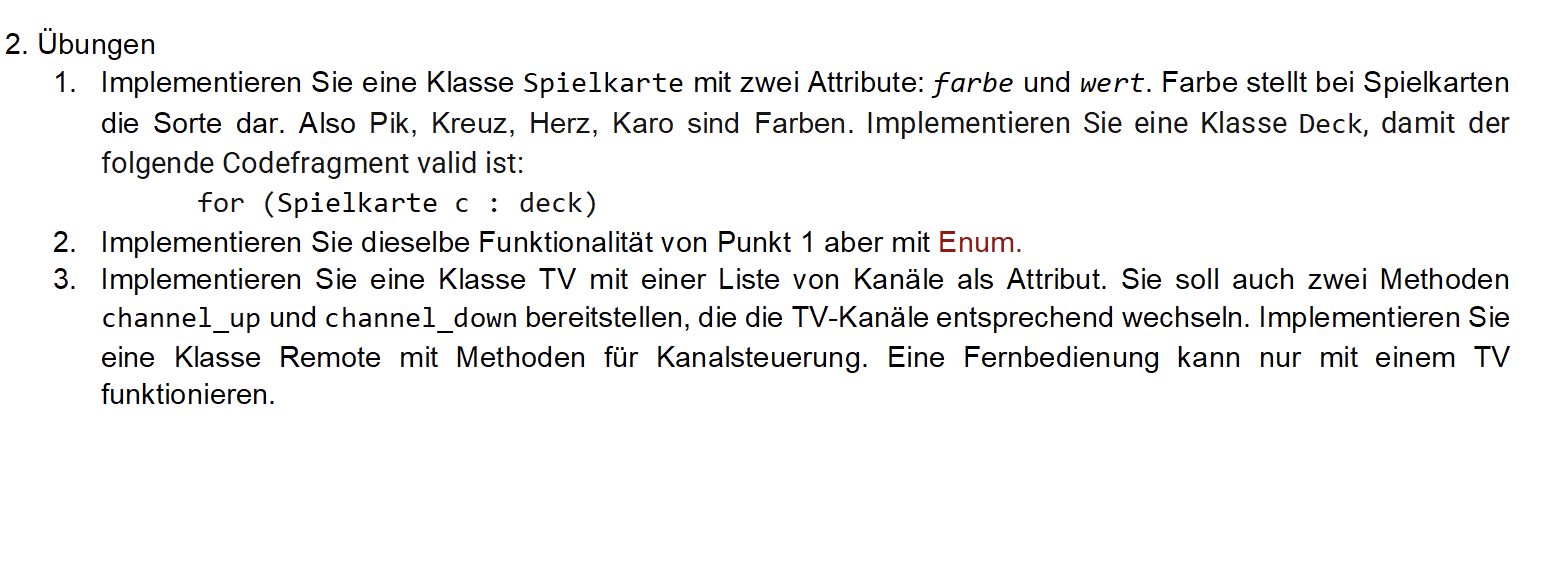 2. Übungen
1. Implementieren Sie eine Klasse Spielkarte mit zwei Attribute: farbe und wert. Farbe stellt bei Spielkarten
die Sorte dar. Also Pik, Kreuz, Herz, Karo sind Farben. Implementieren Sie eine Klasse Deck, damit der
folgende Codefragment valid ist:
for (Spielkarte c : deck)
2. Implementieren Sie dieselbe Funktionalität von Punkt 1 aber mit Enum.
3. Implementieren Sie eine Klasse TV mit einer Liste von Kanäle als Attribut. Sie soll auch zwei Methoden
channel_up und channel_down bereitstellen, die die TV-Kanäle entsprechend wechseln. Implementieren Sie
eine Klasse Remote mit Methoden für Kanalsteuerung. Eine Fernbedienung kann nur mit einem TV
funktionieren.